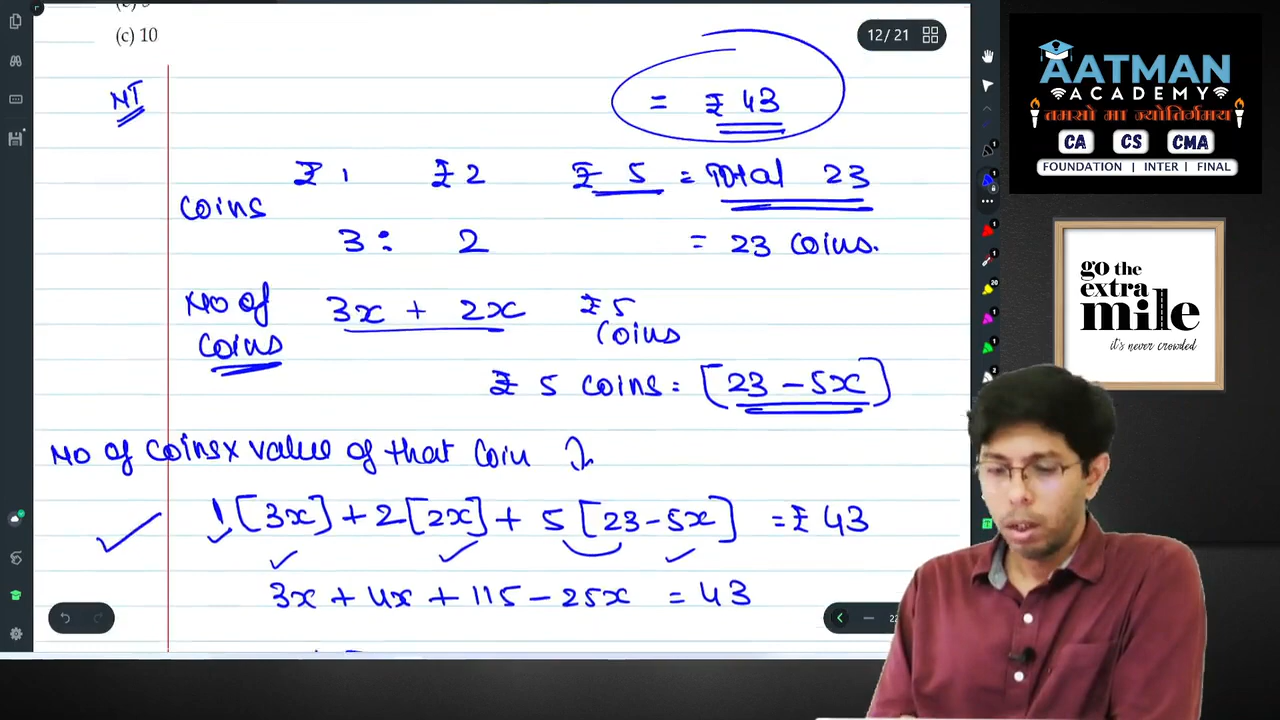 (c) 10
12/21
NT
= ₹ 43
₹ 1 ₹ 2 ₹ 5 = Total 23
Coins
3 : 2 = 23 coins.
No of 3x + 2x ₹ 5
Coins Coins
₹ 5 coins = [23 - 5x]
No of coins x value of that coin
1 [3x] + 2 [2x] + 5 [23 - 5x] = ₹ 43
3x + 4x + 115 - 25x = 43
AATMAN
ACADEMY
तमसो मा ज्योतिर्गमय
CA CS CMA
FOUNDATION | INTER | FINAL
go the
extra
mile
it's never crowded